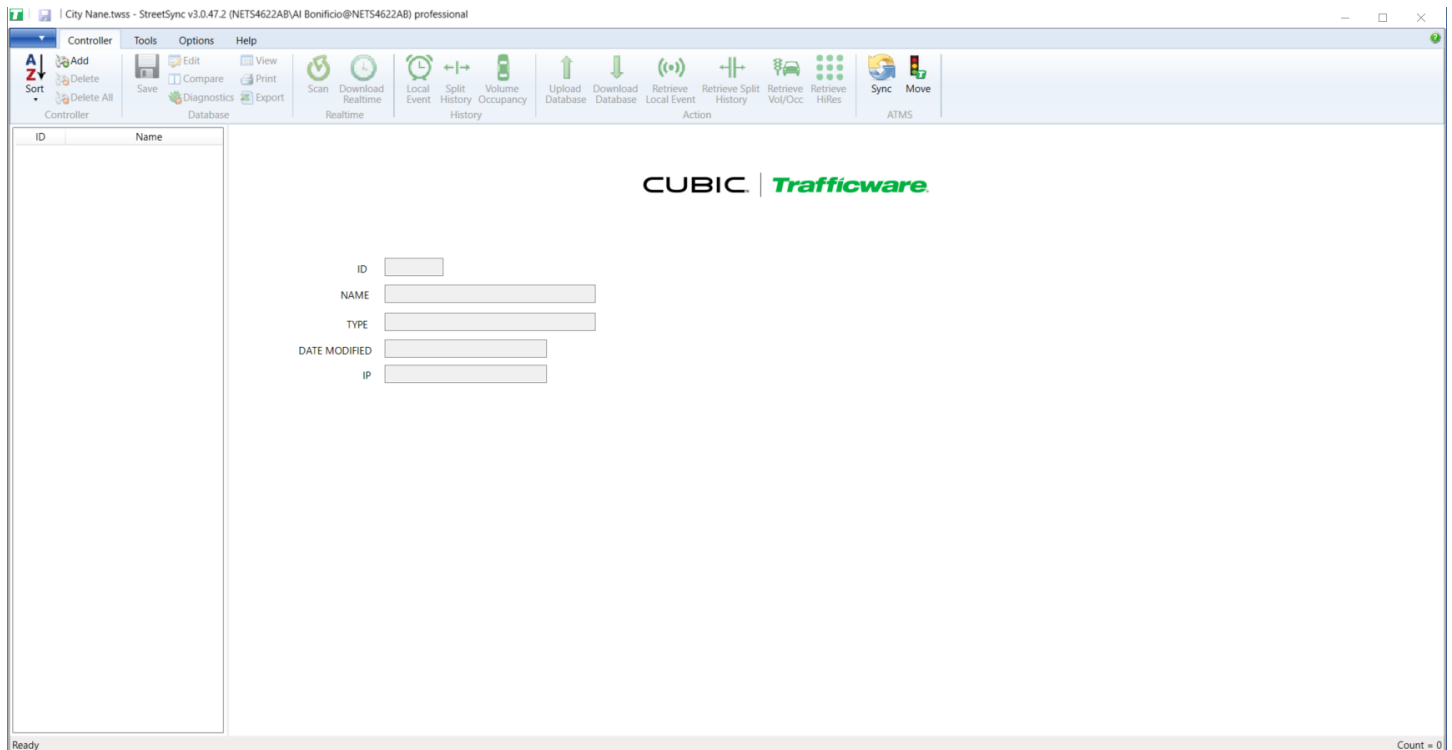 City Nane.twss - StreetSync v3.0.47.2 (NETS4622AB\AI Bonificio@NETS4622AB) professional
Controller Tools Options Help
Sort
Add
Delete
Delete All
Controller
Save
Edit
Compare
Diagnostics
View
Print
Export
Database
Scan
Download
Realtime
Realtime
Local
Event
Split
History
Volume
Occupancy
History
Upload
Database
Download
Database
Retrieve
Local Event
Retrieve Split
History
Retrieve
Vol/Occ
Retrieve
HiRes
Action
Sync
Move
ATMS
ID Name
CUBIC | Trafficware
ID
NAME
TYPE
DATE MODIFIED
IP
Ready Count = 0